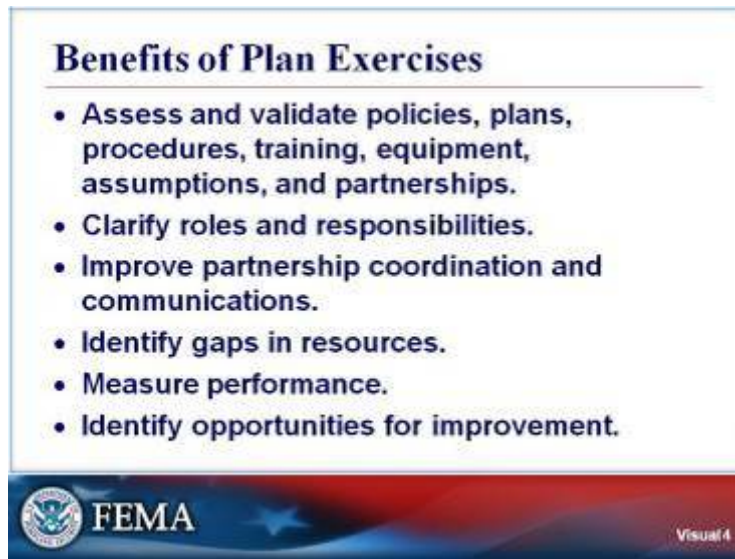 Benefits of Plan Exercises
• Assess and validate policies, plans,
procedures, training, equipment,
assumptions, and partnerships.
• Clarify roles and responsibilities.
• Improve partnership coordination and
communications.
• Identify gaps in resources.
• Measure performance.
• Identify opportunities for improvement.
FEMA
Visual 4